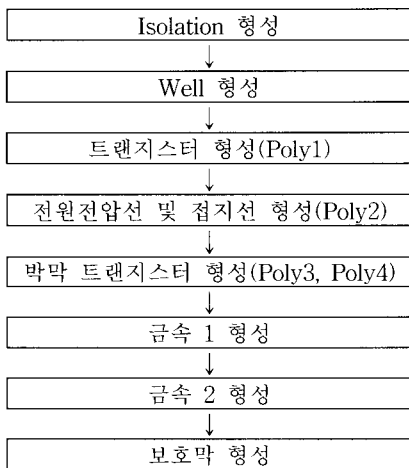 Isolation 형성
Well 형성
트랜지스터 형성(Poly1)
전원전압선 및 접지선 형성(Poly2)
박막 트랜지스터 형성(Poly3, Poly4)
금속 1 형성
금속 2 형성
보호막 형성